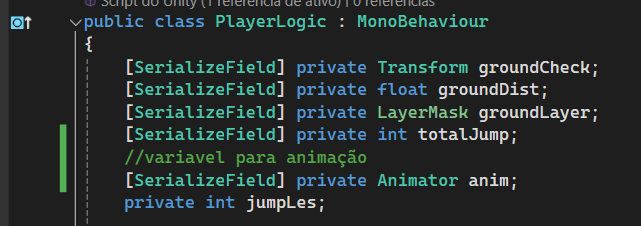 Script do Unity (1 referência de ativo) | 0 referências
public class PlayerLogic : MonoBehaviour
{
[SerializeField] private Transform groundCheck;
[SerializeField] private float groundDist;
[SerializeField] private LayerMask groundLayer;
[SerializeField] private int totalJump;
//variavel para animação
[SerializeField] private Animator anim;
private int jumpLes;